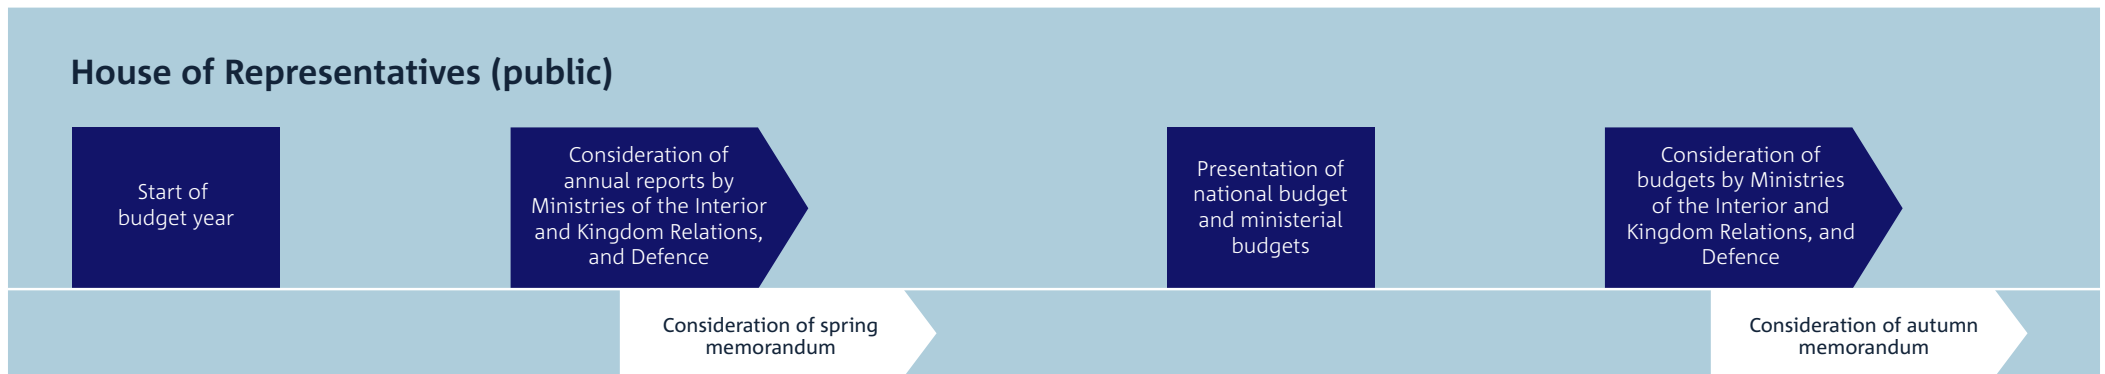 House of Representatives (public)
Start of
budget year
Consideration of
annual reports by
Ministries of the Interior
and Kingdom Relations,
and Defence
Presentation of
national budget
and ministerial
budgets
Consideration of
budgets by Ministries
of the Interior and
Kingdom Relations, and
Defence
Consideration of spring
memorandum
Consideration of autumn
memorandum